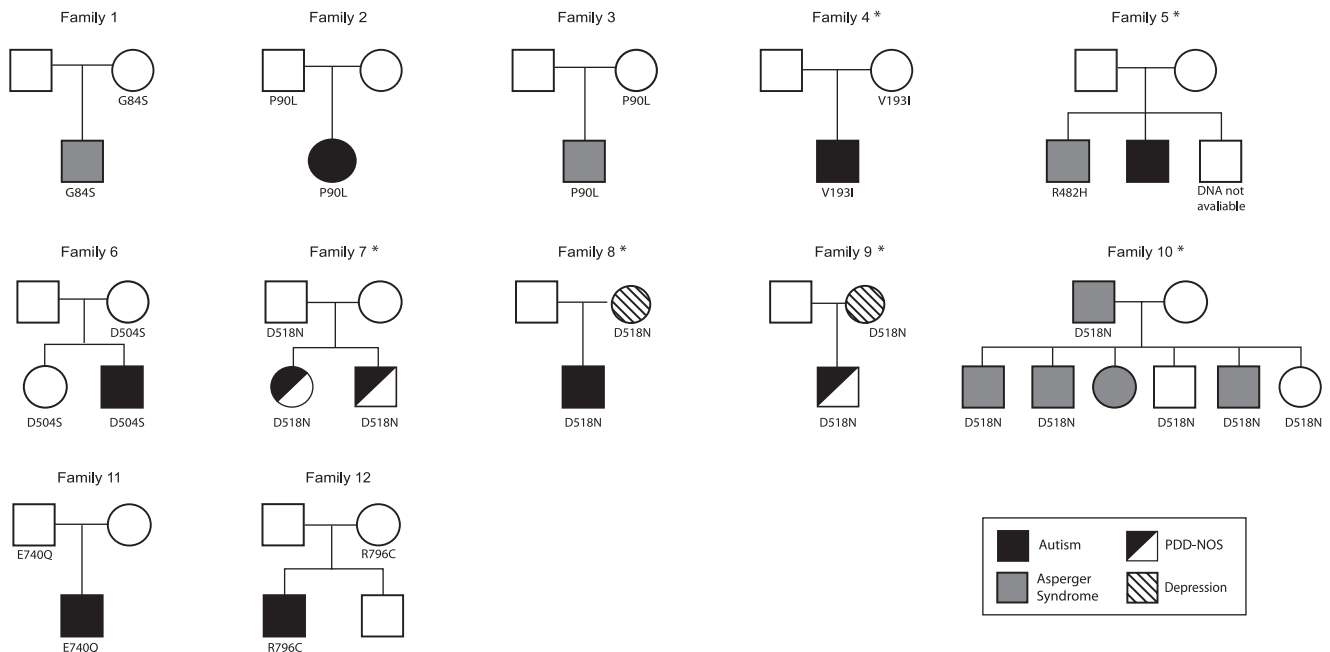 Family 1
Family 2
Family 3
Family 4 *
Family 5 *
G84S
P90L
P90L
V193I
G84S
P90L
P90L
V193I
R482H
DNA not
avaliable
Family 6
Family 7 *
Family 8 *
Family 9 *
Family 10 *
D504S
D518N
D518N
D518N
D518N
D504S
D504S
D518N
D518N
D518N
D518N
D518N
D518N
D518N
D518N
D518N
Family 11
Family 12
E740Q
R796C
E740Q
R796C
Autism
PDD-NOS
Asperger
Syndrome
Depression